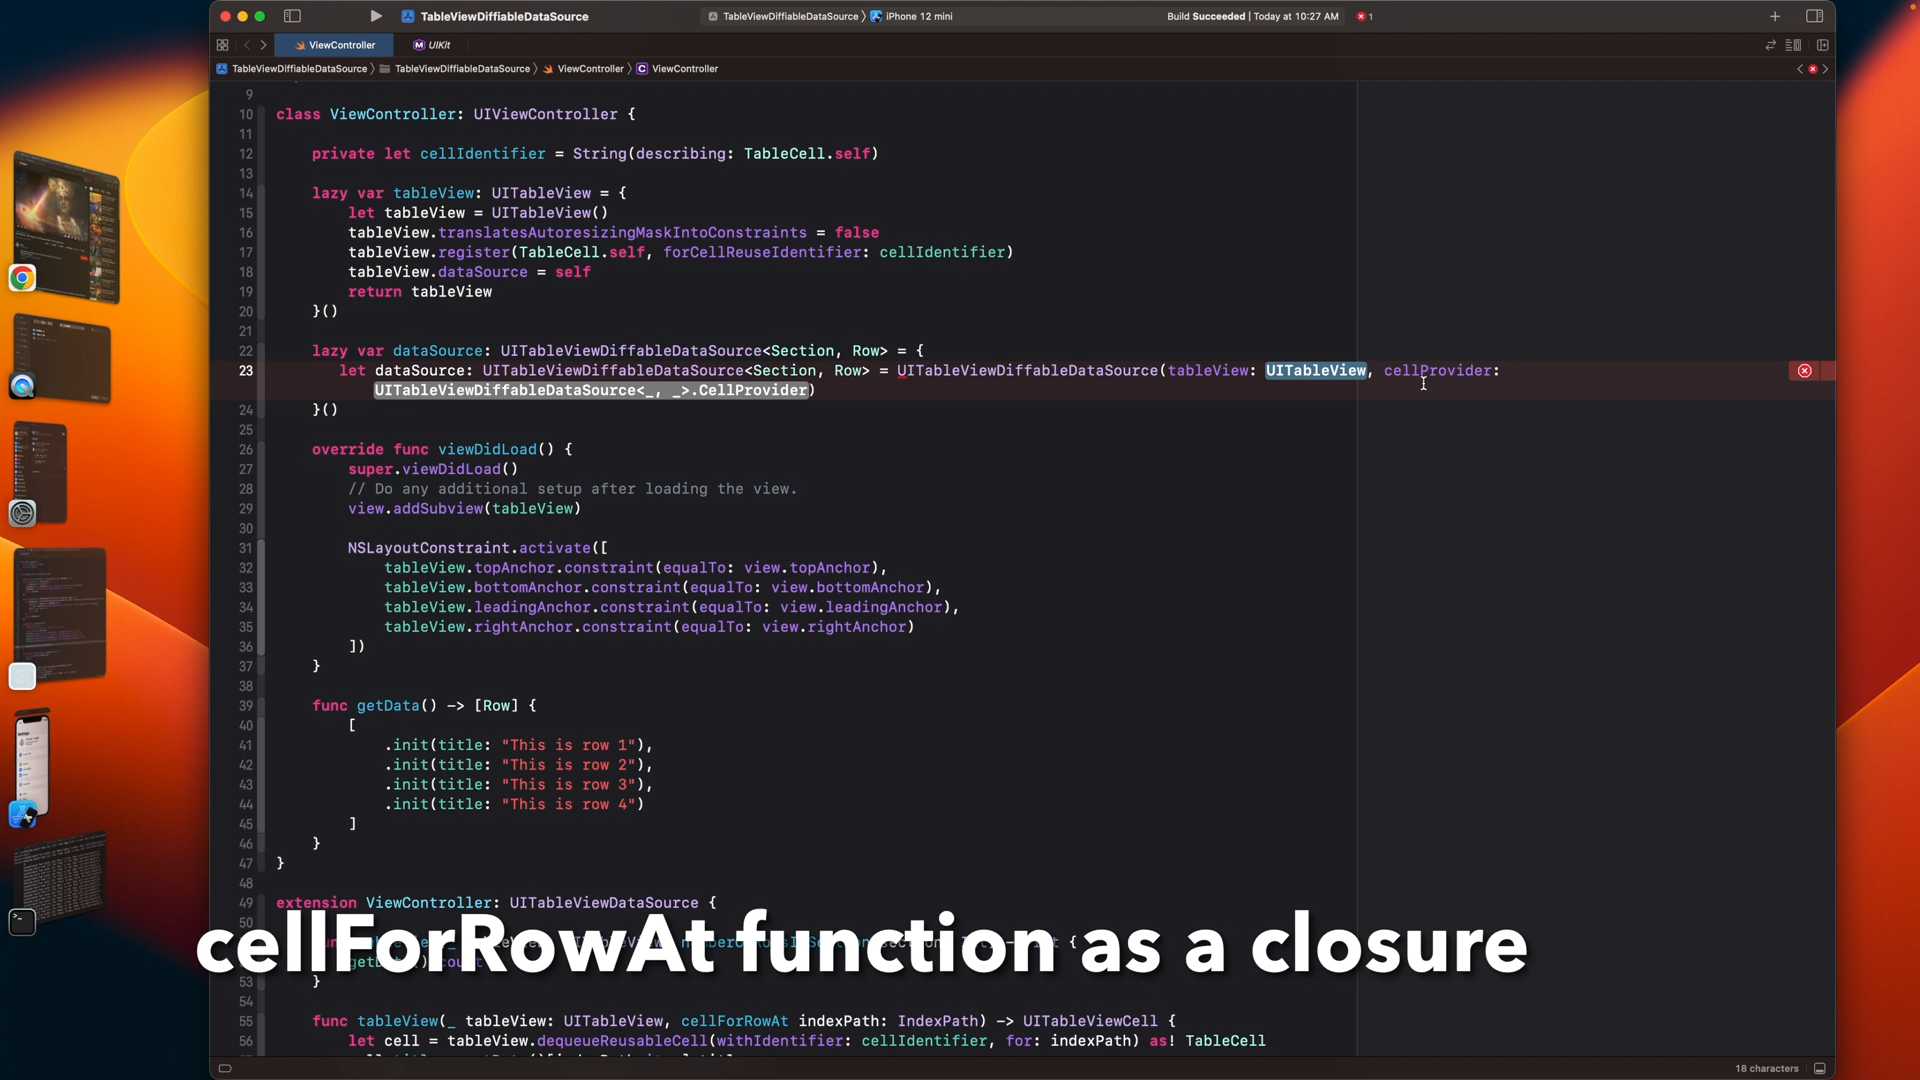 TableViewDiffiableDataSource
TableViewDiffiableDataSource 〉 iPhone 12 mini
Build Succeeded | Today at 10:27 AM
1
ViewController
UIKit
TableViewDiffiableDataSource 〉 TableViewDiffiableDataSource 〉 ViewController 〉 C ViewController
9
10 class ViewController: UIViewController {
11
12 private let cellIdentifier = String(describing: TableCell.self)
13
14 lazy var tableView: UITableView = {
15 let tableView = UITableView()
16 tableView.translatesAutoresizingMaskIntoConstraints = false
17 tableView.register(TableCell.self, forCellReuseIdentifier: cellIdentifier)
18 tableView.dataSource = self
19 return tableView
20 }()
21
22 lazy var dataSource: UITableViewDiffableDataSource<Section, Row> = {
23 let dataSource: UITableViewDiffableDataSource<Section, Row> = UITableViewDiffableDataSource(tableView: UITableView, cellProvider:
UITableViewDiffableDataSource<_, _>.CellProvider)
24 }()
25
26 override func viewDidLoad() {
27 super.viewDidLoad()
28 // Do any additional setup after loading the view.
29 view.addSubview(tableView)
30
31 NSLayoutConstraint.activate([
32 tableView.topAnchor.constraint(equalTo: view.topAnchor),
33 tableView.bottomAnchor.constraint(equalTo: view.bottomAnchor),
34 tableView.leadingAnchor.constraint(equalTo: view.leadingAnchor),
35 tableView.rightAnchor.constraint(equalTo: view.rightAnchor)
36 ])
37 }
38
39 func getData() -> [Row] {
40 [
41 .init(title: "This is row 1"),
42 .init(title: "This is row 2"),
43 .init(title: "This is row 3"),
44 .init(title: "This is row 4")
45 ]
46 }
47 }
48
49 extension ViewController: UITableViewDataSource {
50
cellForRowAt function as a closure
53 }
54
55 func tableView(_ tableView: UITableView, cellForRowAt indexPath: IndexPath) -> UITableViewCell {
56 let cell = tableView.dequeueReusableCell(withIdentifier: cellIdentifier, for: indexPath) as! TableCell
18 characters